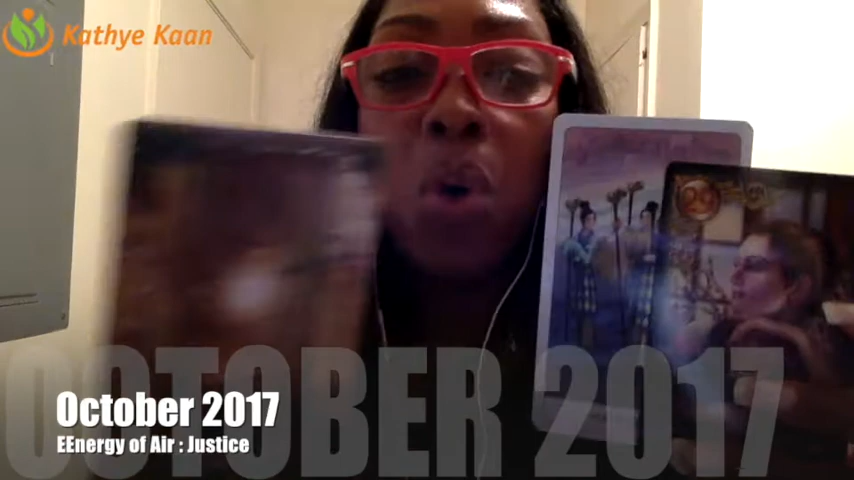 Kathye Kaan
OCTOBER 2017
October 2017
EEnergy of Air : Justice